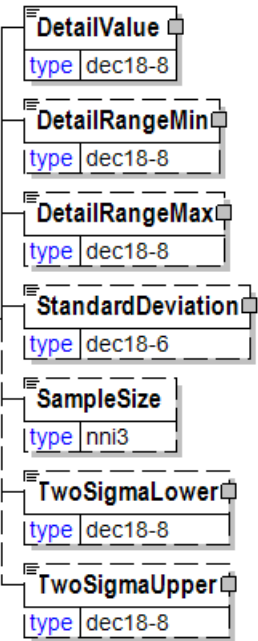 DetailValue
type dec18-8
DetailRangeMin
type dec18-8
DetailRangeMax
type dec18-8
StandardDeviation
type dec18-6
SampleSize
type nni3
TwoSigmaLower
type dec18-8
TwoSigmaUpper
type dec18-8